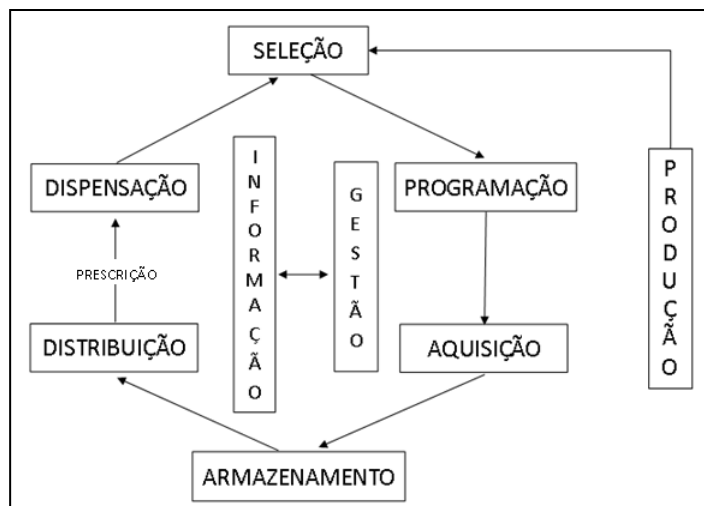 SELEÇÃO
DISPENSAÇÃO
INFORMAÇÃO
GESTÃO
PROGRAMAÇÃO
PRODUÇÃO
PRESCRIÇÃO
DISTRIBUIÇÃO
AQUISIÇÃO
ARMAZENAMENTO